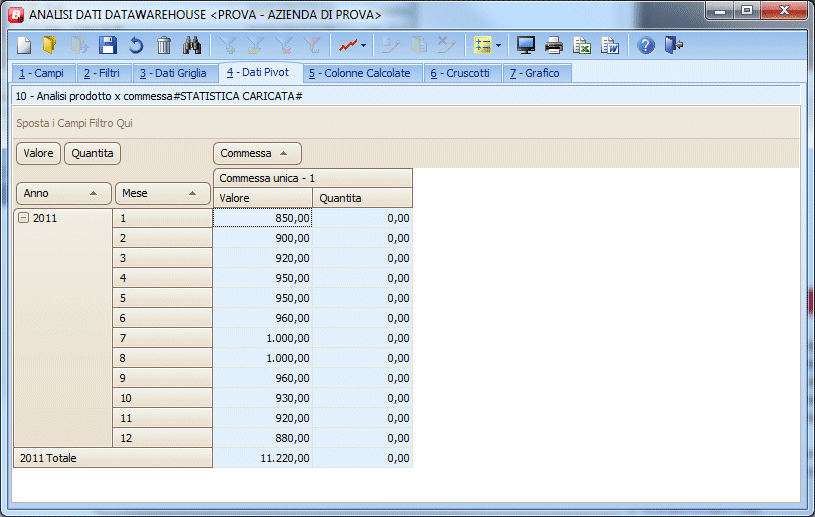 ANALISI DATI DATAWAREHOUSE <PROVA - AZIENDA DI PROVA>
1 - Campi 2 - Filtri 3 - Dati Griglia 4 - Dati Pivot 5 - Colonne Calcolate 6 - Cruscotti 7 - Grafico
10 - Analisi prodotto x commessa#STATISTICA CARICATA#
Sposta i Campi Filtro Qui
Valore Quantita Commessa
Commessa unica - 1
Anno Mese Valore Quantita
2011 1 850,00 0,00
2 900,00 0,00
3 920,00 0,00
4 950,00 0,00
5 950,00 0,00
6 960,00 0,00
7 1.000,00 0,00
8 1.000,00 0,00
9 960,00 0,00
10 930,00 0,00
11 920,00 0,00
12 880,00 0,00
2011 Totale 11.220,00 0,00